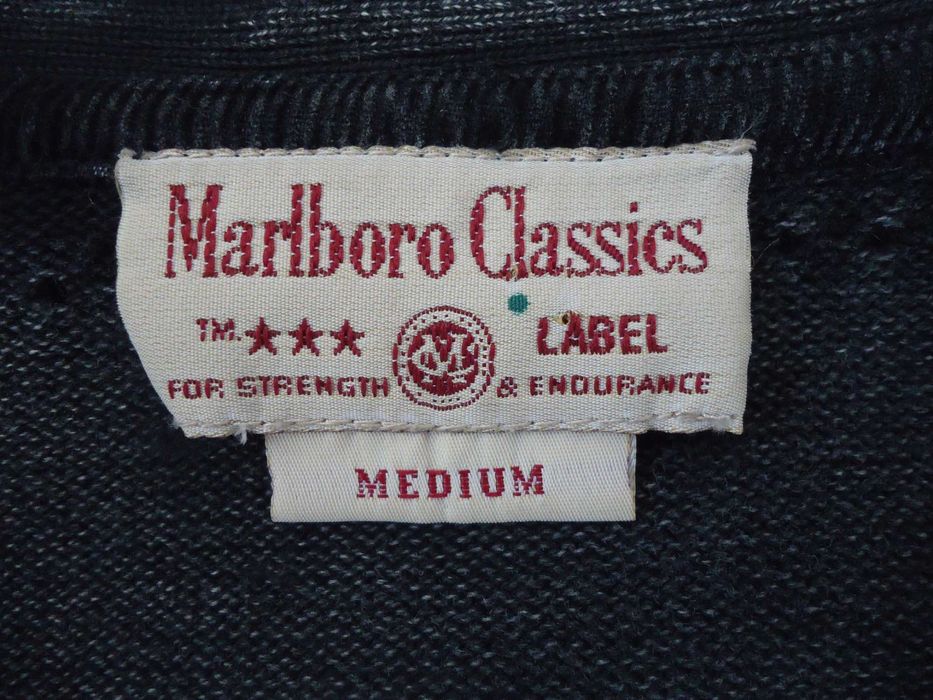 Marlboro Classics
TM. ★★★ LABEL
FOR STRENGTH & ENDURANCE
MEDIUM